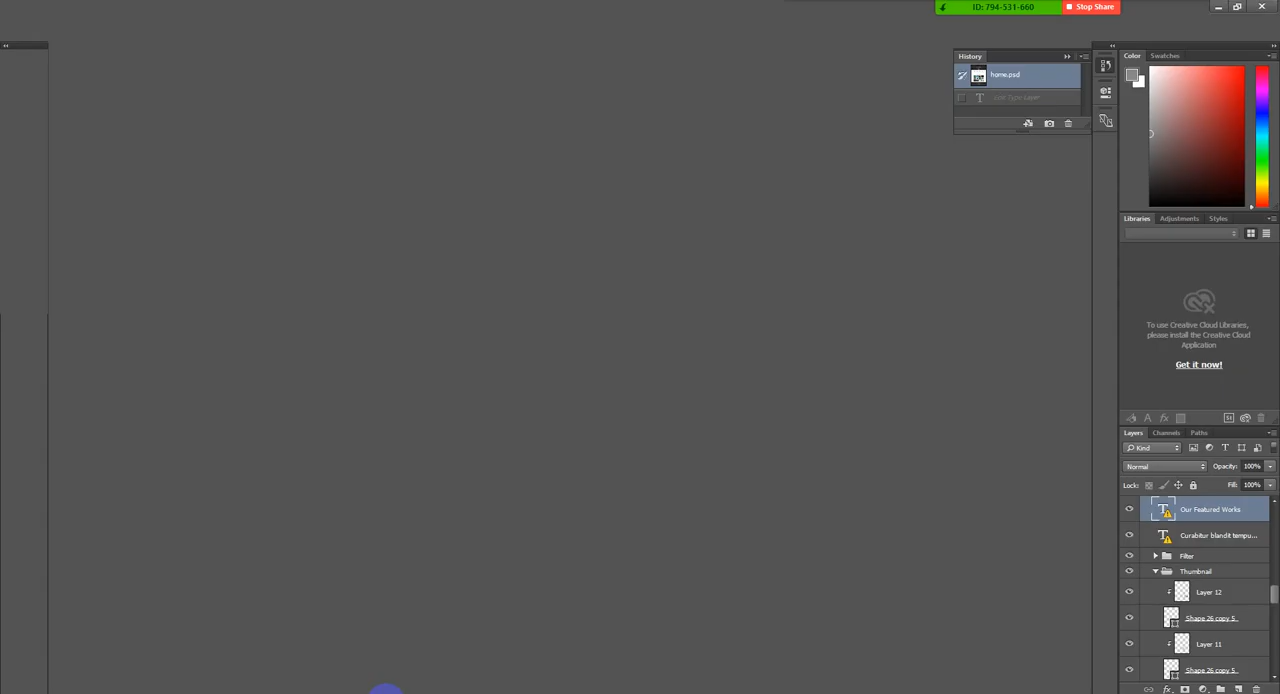 ID: 794-531-660 Stop Share
History
home.psd
Edit Type Layer
Color Swatches
Libraries Adjustments Styles
To use Creative Cloud Libraries,
please install the Creative Cloud
Application
Get it now!
Layers Channels Paths
Kind
Normal Opacity: 100%
Lock: Fill: 100%
Our Featured Works
Curabitur blandit tempu...
Filter
Thumbnail
Layer 12
Shape 26 copy 5
Layer 11
Shape 26 copy 5